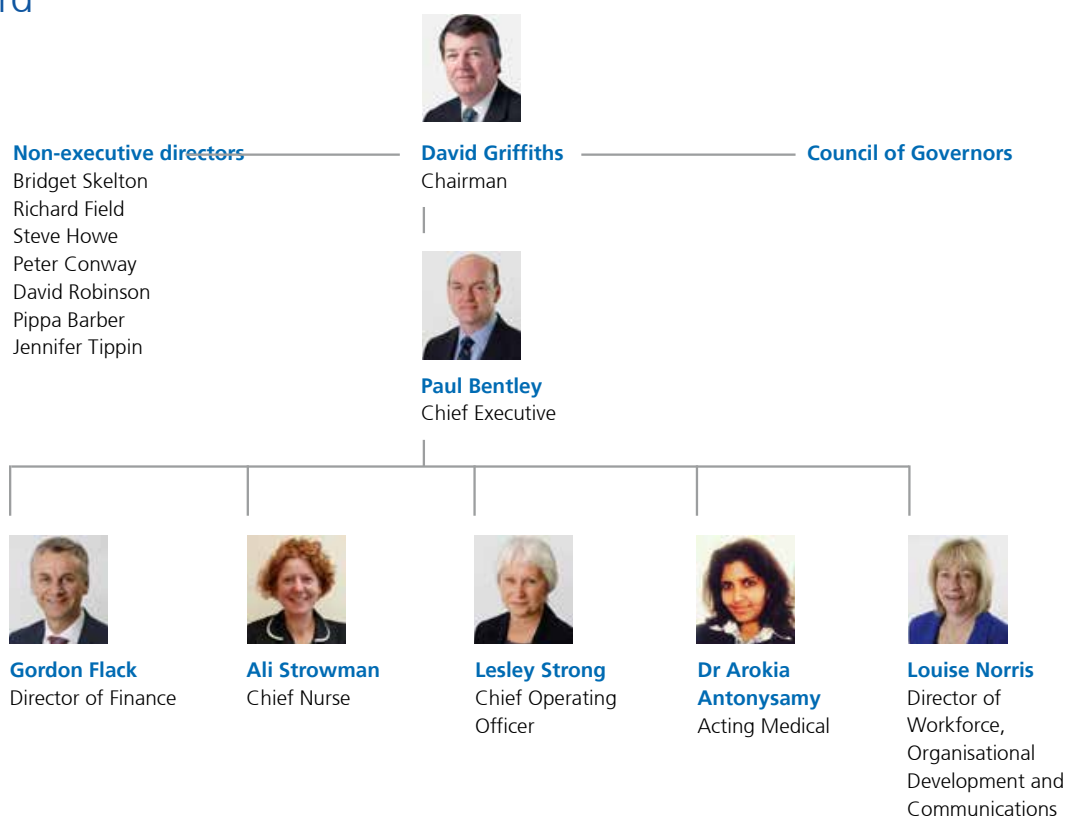 Non-executive directors
Bridget Skelton
Richard Field
Steve Howe
Peter Conway
David Robinson
Pippa Barber
Jennifer Tippin
David Griffiths
Chairman
Council of Governors
Paul Bentley
Chief Executive
Gordon Flack
Director of Finance
Ali Strowman
Chief Nurse
Lesley Strong
Chief Operating
Officer
Dr Arokia
Antonysamy
Acting Medical
Louise Norris
Director of
Workforce,
Organisational
Development and
Communications